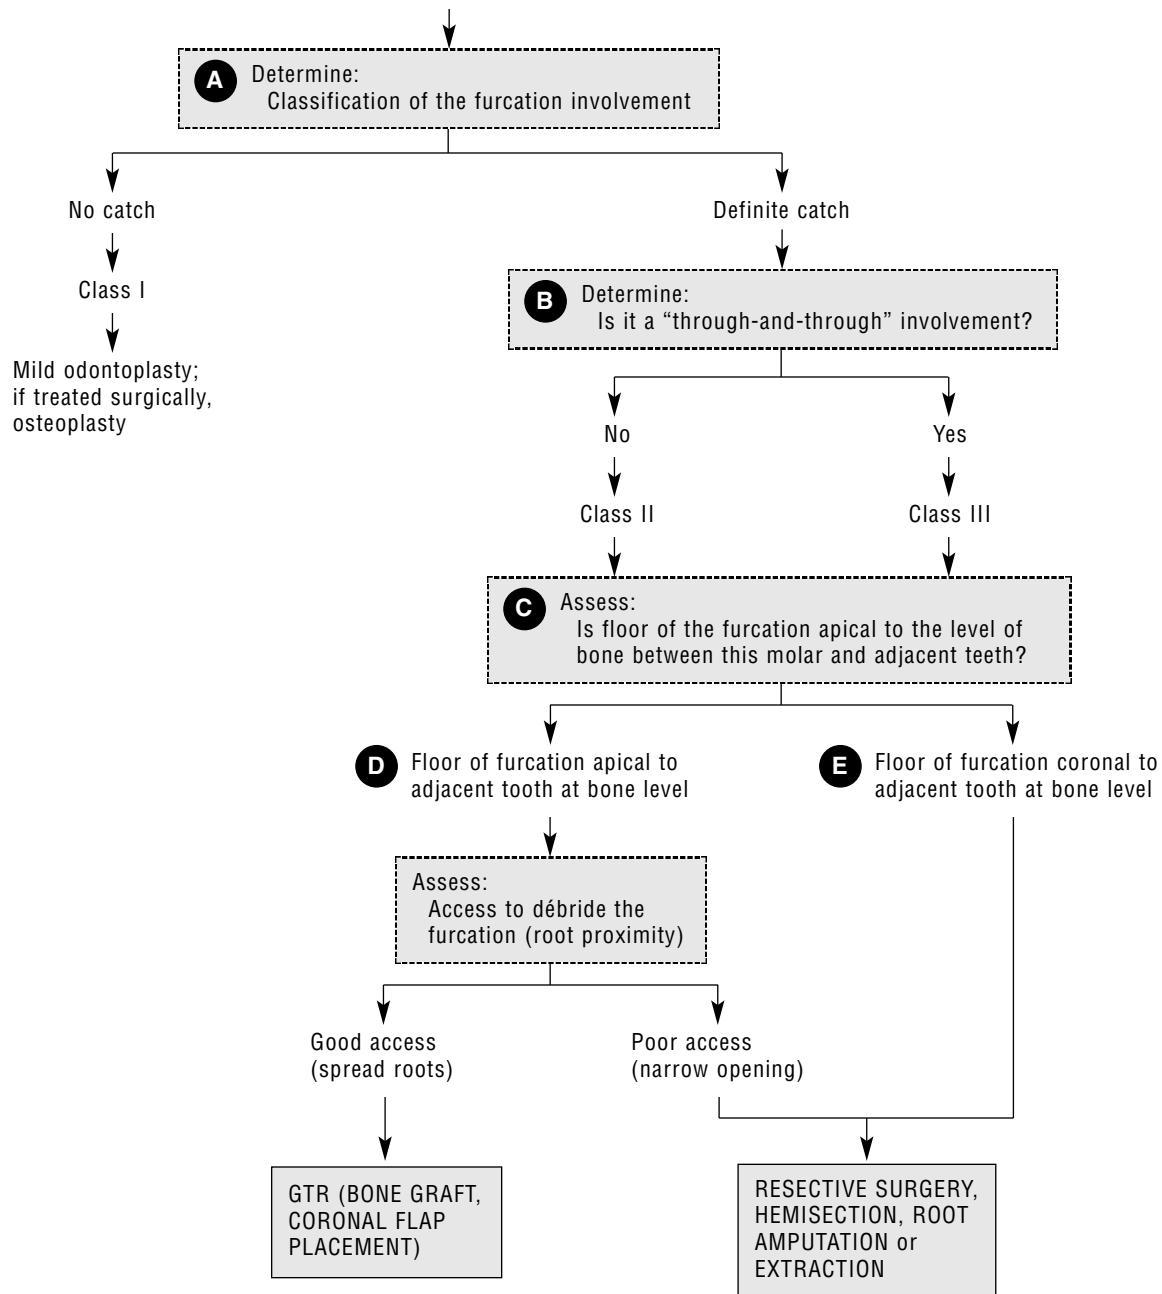 A
Determine:
Classification of the furcation involvement
No catch
Definite catch
Class I
B
Determine:
Is it a “through-and-through” involvement?
Mild odontoplasty;
if treated surgically,
osteoplasty
No
Yes
Class II
Class III
C
Assess:
Is floor of the furcation apical to the level of
bone between this molar and adjacent teeth?
D
Floor of furcation apical to
adjacent tooth at bone level
E
Floor of furcation coronal to
adjacent tooth at bone level
Assess:
Access to débride the
furcation (root proximity)
Good access
(spread roots)
Poor access
(narrow opening)
GTR (BONE GRAFT,
CORONAL FLAP
PLACEMENT)
RESECTIVE SURGERY,
HEMISECTION, ROOT
AMPUTATION or
EXTRACTION